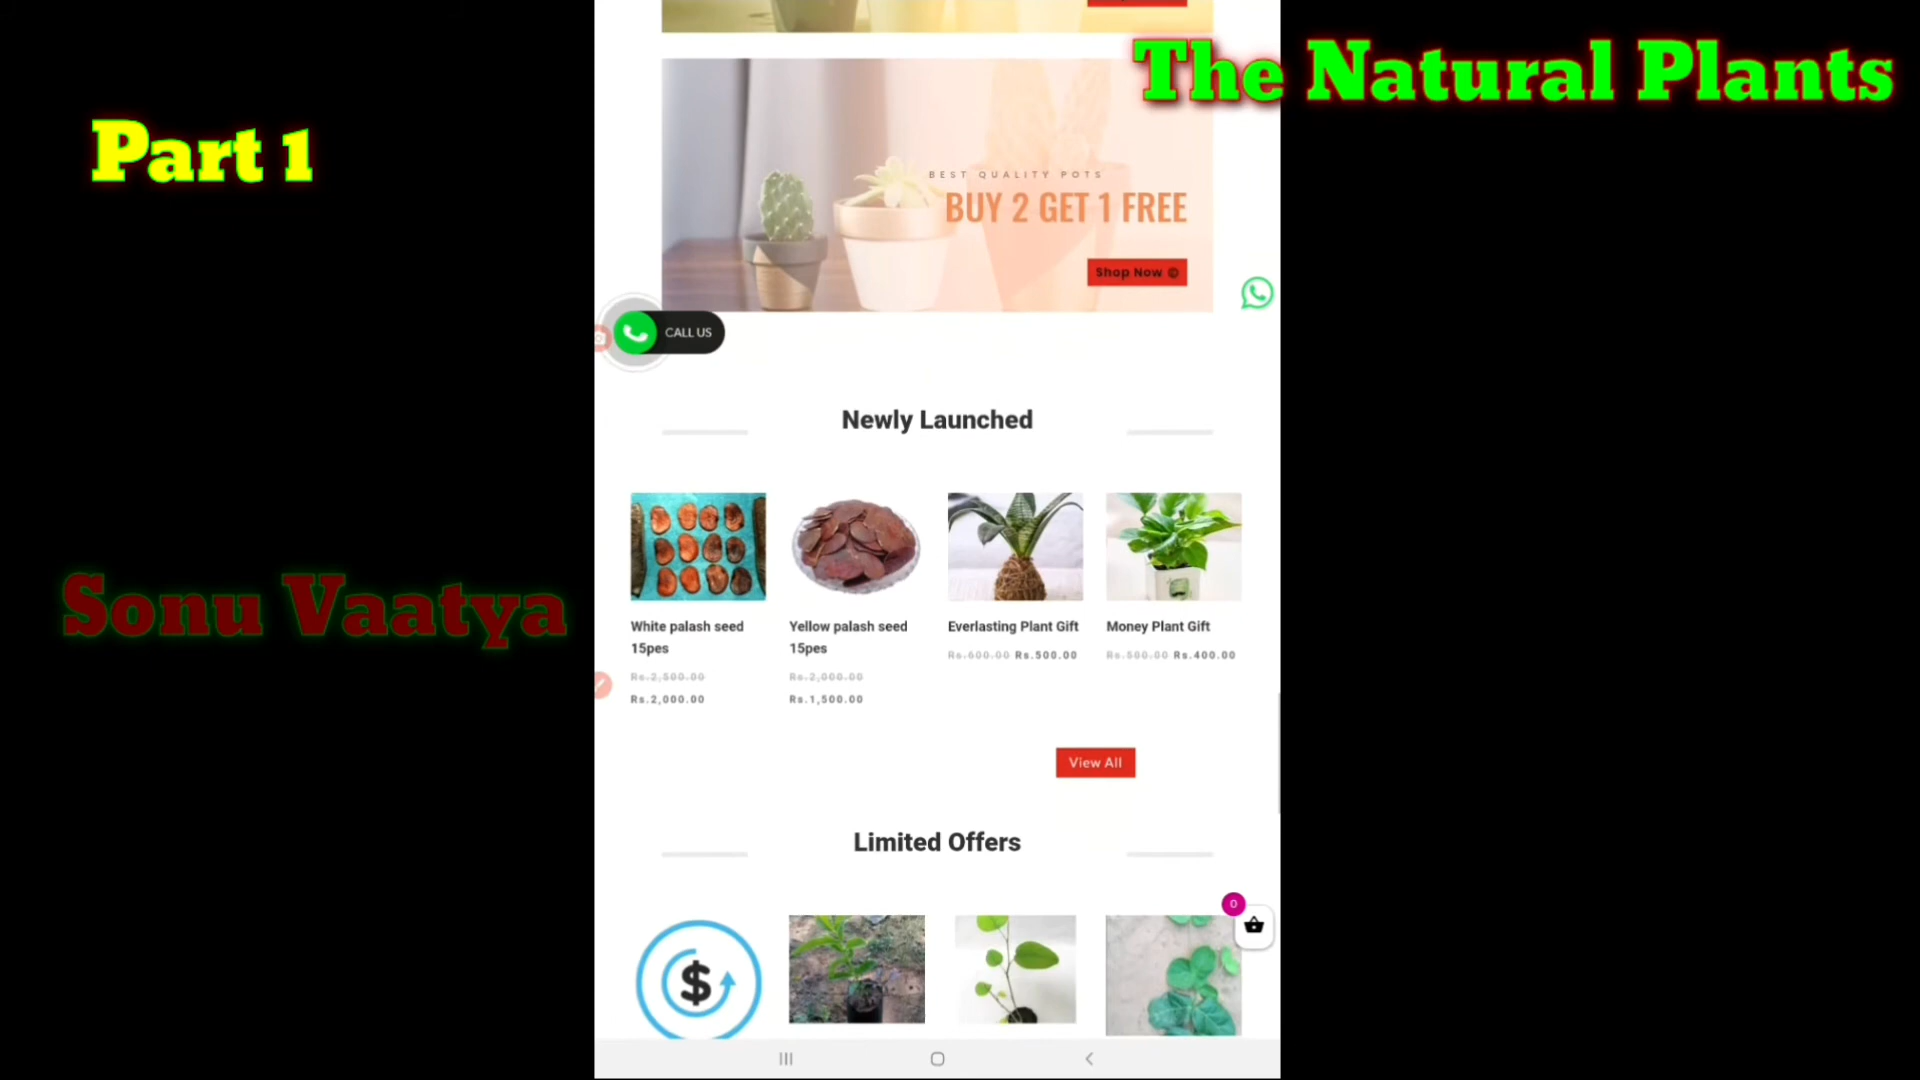 The Natural Plants
Part 1
BEST QUALITY POTS
BUY 2 GET 1 FREE
Shop Now
CALL US
Newly Launched
White palash seed
15pes
Rs.2,500.00
Rs.2,000.00
Yellow palash seed
15pes
Rs.2,000.00
Rs.1,500.00
Everlasting Plant Gift
Rs.600.00 Rs.500.00
Money Plant Gift
Rs.500.00 Rs.400.00
Sonu Vaatya
View All
Limited Offers
0
$